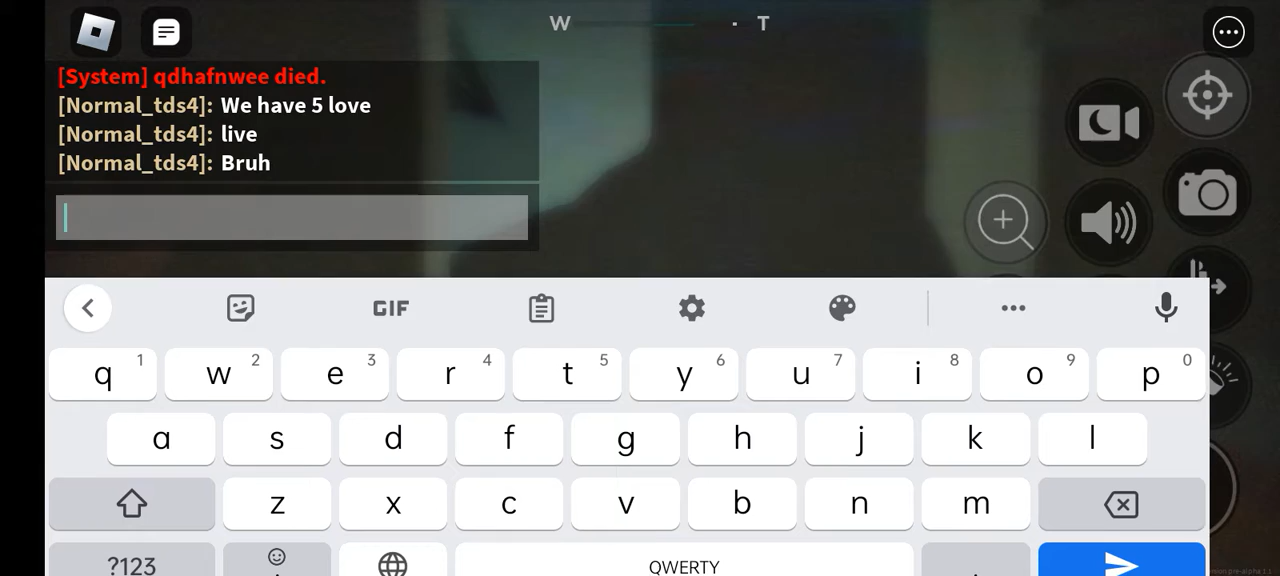 W T
[System] qdhafnwee died.
[Normal_tds4]: We have 5 love
[Normal_tds4]: live
[Normal_tds4]: Bruh
GIF
q 1 w 2 e 3 r 4 t 5 y 6 u 7 i 8 o 9 p 0
a s d f g h j k l
z x c v b n m
?123 QWERTY